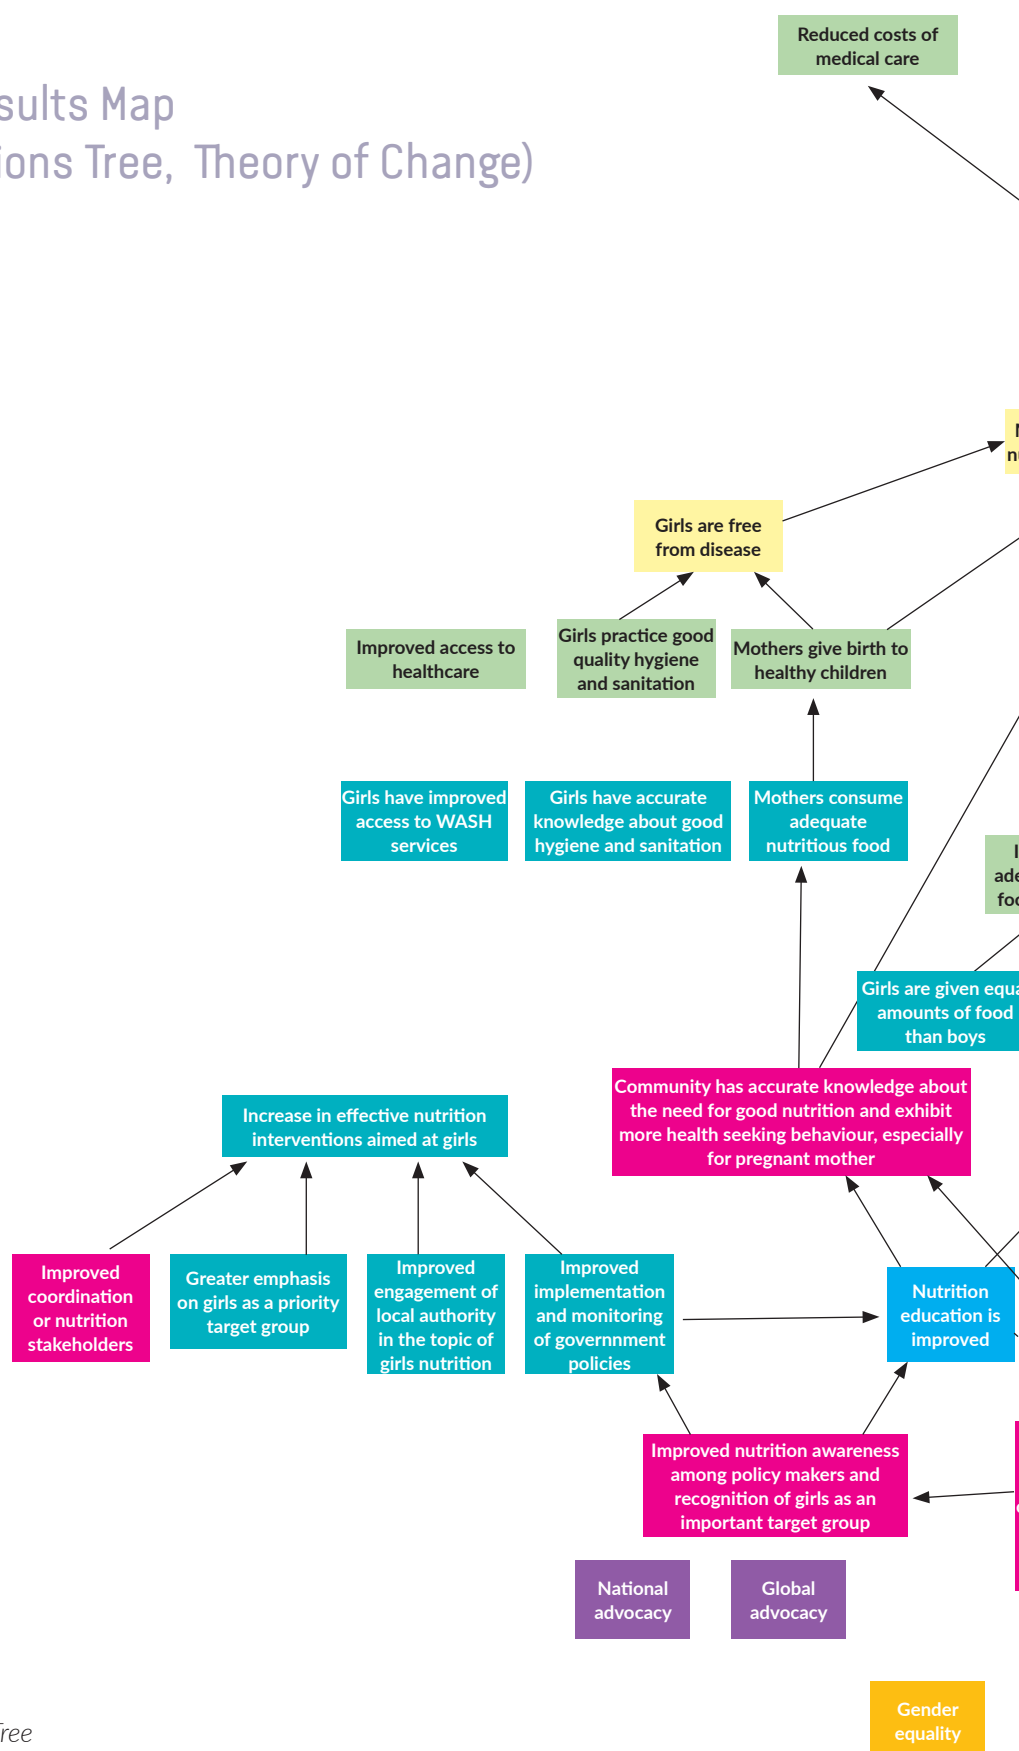 Reduced costs of
medical care
sults Map
ions Tree, Theory of Change)
Girls are free
from disease
Improved access to
healthcare
Girls practice good
quality hygiene
and sanitation
Mothers give birth to
healthy children
Girls have improved
access to WASH
services
Girls have accurate
knowledge about good
hygiene and sanitation
Mothers consume
adequate
nutritious food
Girls are given equa
amounts of food
than boys
Community has accurate knowledge about
the need for good nutrition and exhibit
more health seeking behaviour, especially
for pregnant mother
Increase in effective nutrition
interventions aimed at girls
Improved
coordination
or nutrition
stakeholders
Greater emphasis
on girls as a priority
target group
Improved
engagement of
local authority
in the topic of
girls nutrition
Improved
implementation
and monitoring
of governnment
policies
Nutrition
education is
improved
Improved nutrition awareness
among policy makers and
recognition of girls as an
important target group
National
advocacy
Global
advocacy
Gender
equality
Tree